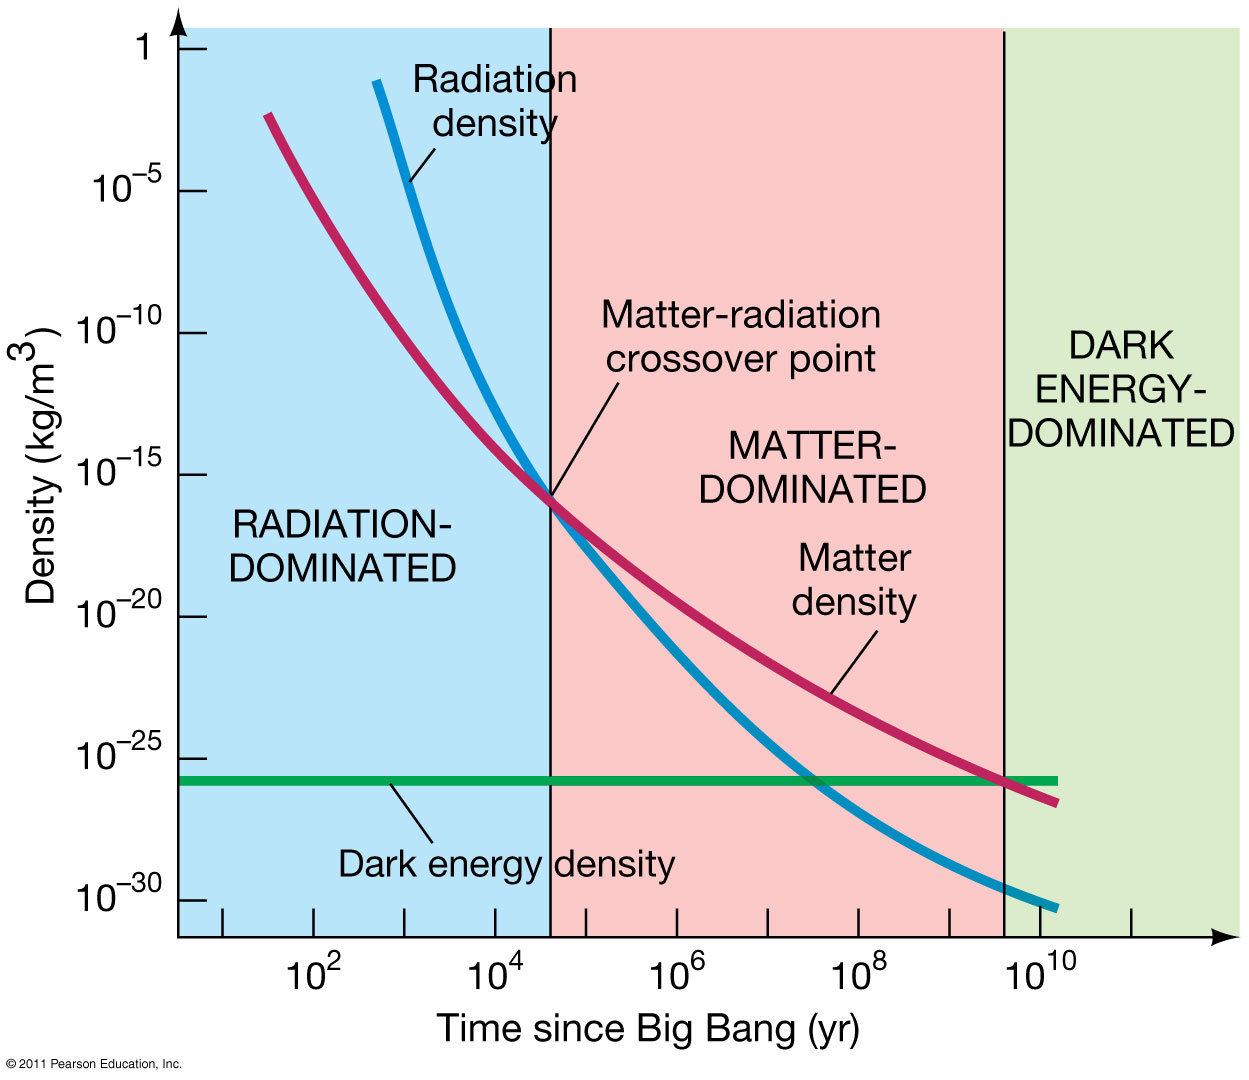 1
10⁻⁵
10⁻¹⁰
10⁻¹⁵
10⁻²⁰
10⁻²⁵
10⁻³⁰
Density (kg/m³)
Radiation
density
Matter-radiation
crossover point
DARK
ENERGY-
DOMINATED
MATTER-
DOMINATED
RADIATION-
DOMINATED
Matter
density
Dark energy density
10² 10⁴ 10⁶ 10⁸ 10¹⁰
Time since Big Bang (yr)
© 2011 Pearson Education, Inc.